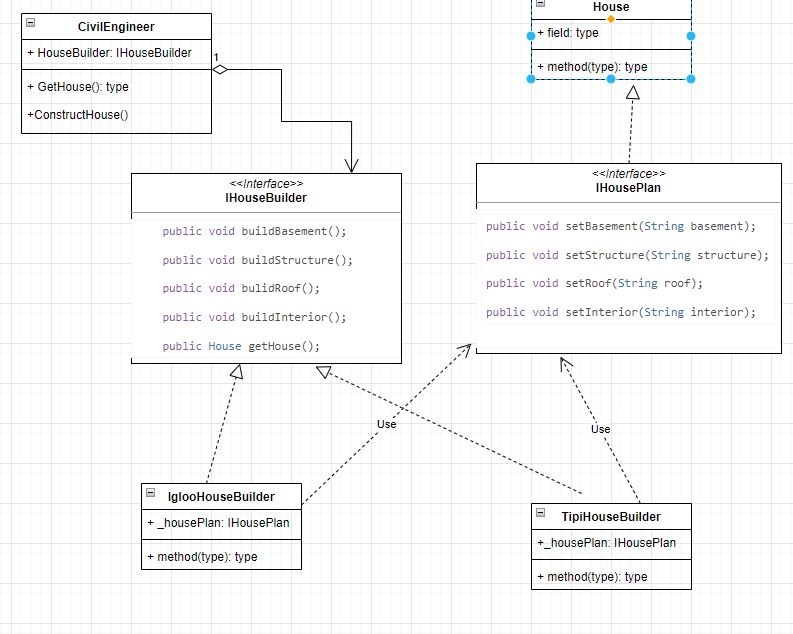 CivilEngineer
+ HouseBuilder: IHouseBuilder
+ GetHouse(): type
+ConstructHouse()
1
House
+ field: type
+ method(type): type
<<Interface>>
IHouseBuilder
public void buildBasement();
public void buildStructure();
public void bulidRoof();
public void buildInterior();
public House getHouse();
<<Interface>>
IHousePlan
public void setBasement(String basement);
public void setStructure(String structure);
public void setRoof(String roof);
public void setInterior(String interior);
Use
Use
IglooHouseBuilder
+ _housePlan: IHousePlan
+ method(type): type
TipiHouseBuilder
+_housePlan: IHousePlan
+ method(type): type